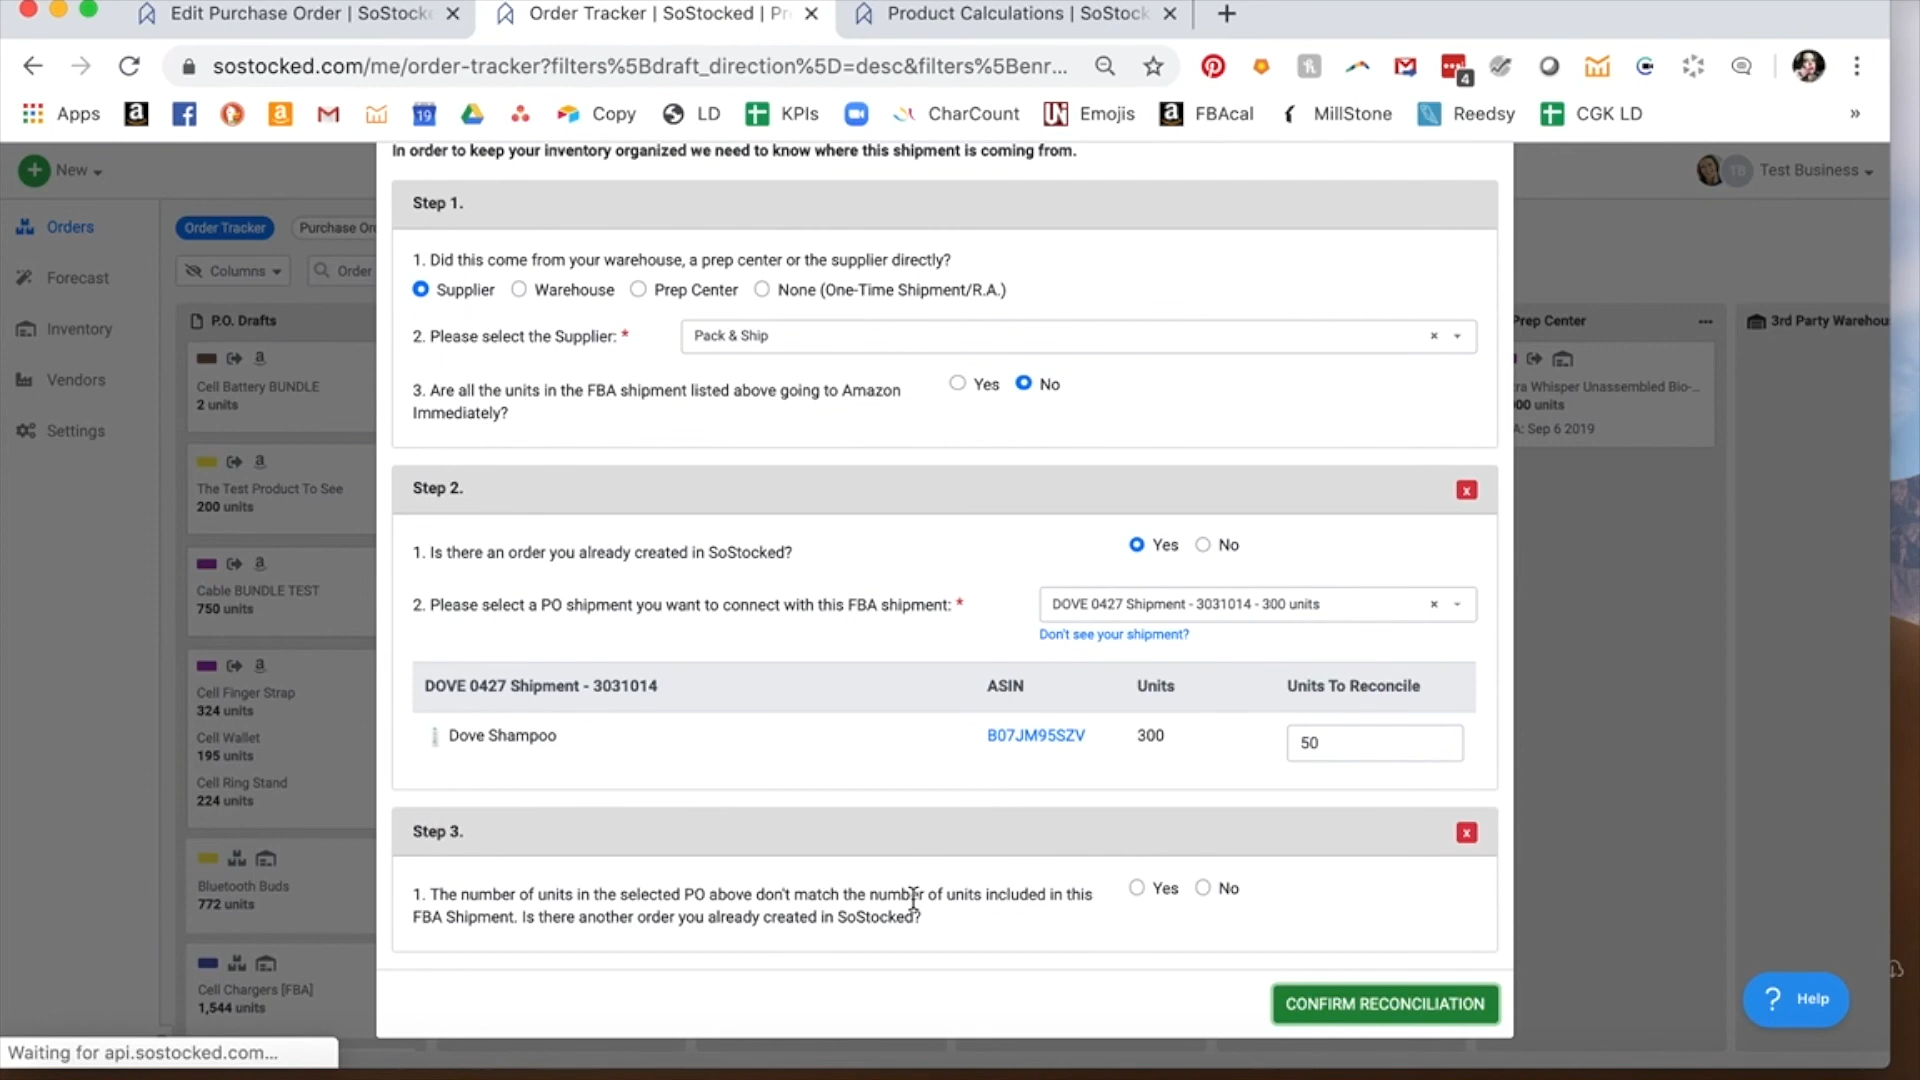 Edit Purchase Order | SoStock
Order Tracker | SoStocked | Pr
Product Calculations | SoStock
sostocked.com/me/order-tracker?filters%5Bdraft_direction%5D=desc&filters%5Benr...
4
Apps
a
19
Copy
LD
KPIs
CharCount
Emojis
FBAcal
MillStone
Reedsy
CGK LD
»
New
TB
Test Business
Orders
Forecast
Inventory
Vendors
Settings
Order Tracker
Purchase Or
Columns
Order
P.O. Drafts
Cell Battery BUNDLE
2 units
The Test Product To See
200 units
Cable BUNDLE TEST
750 units
Cell Finger Strap
324 units
Cell Wallet
195 units
Cell Ring Stand
224 units
Bluetooth Buds
772 units
Cell Chargers [FBA]
1,544 units
In order to keep your inventory organized we need to know where this shipment is coming from.
Step 1.
1. Did this come from your warehouse, a prep center or the supplier directly?
Supplier
Warehouse
Prep Center
None (One-Time Shipment/R.A.)
2. Please select the Supplier: *
Pack & Ship
×
3. Are all the units in the FBA shipment listed above going to Amazon
Immediately?
Yes
No
Step 2.
x
1. Is there an order you already created in SoStocked?
Yes
No
2. Please select a PO shipment you want to connect with this FBA shipment: *
DOVE 0427 Shipment - 3031014 - 300 units
×
Don't see your shipment?
DOVE 0427 Shipment - 3031014
ASIN
Units
Units To Reconcile
Dove Shampoo
B07JM95SZV
300
50
Step 3.
x
1. The number of units in the selected PO above don't match the number of units included in this
FBA Shipment. Is there another order you already created in SoStocked?
Yes
No
CONFIRM RECONCILIATION
Prep Center
...
3rd Party Warehou
ra Whisper Unassembled Bio-...
00 units
A: Sep 6 2019
? Help
Waiting for api.sostocked.com...